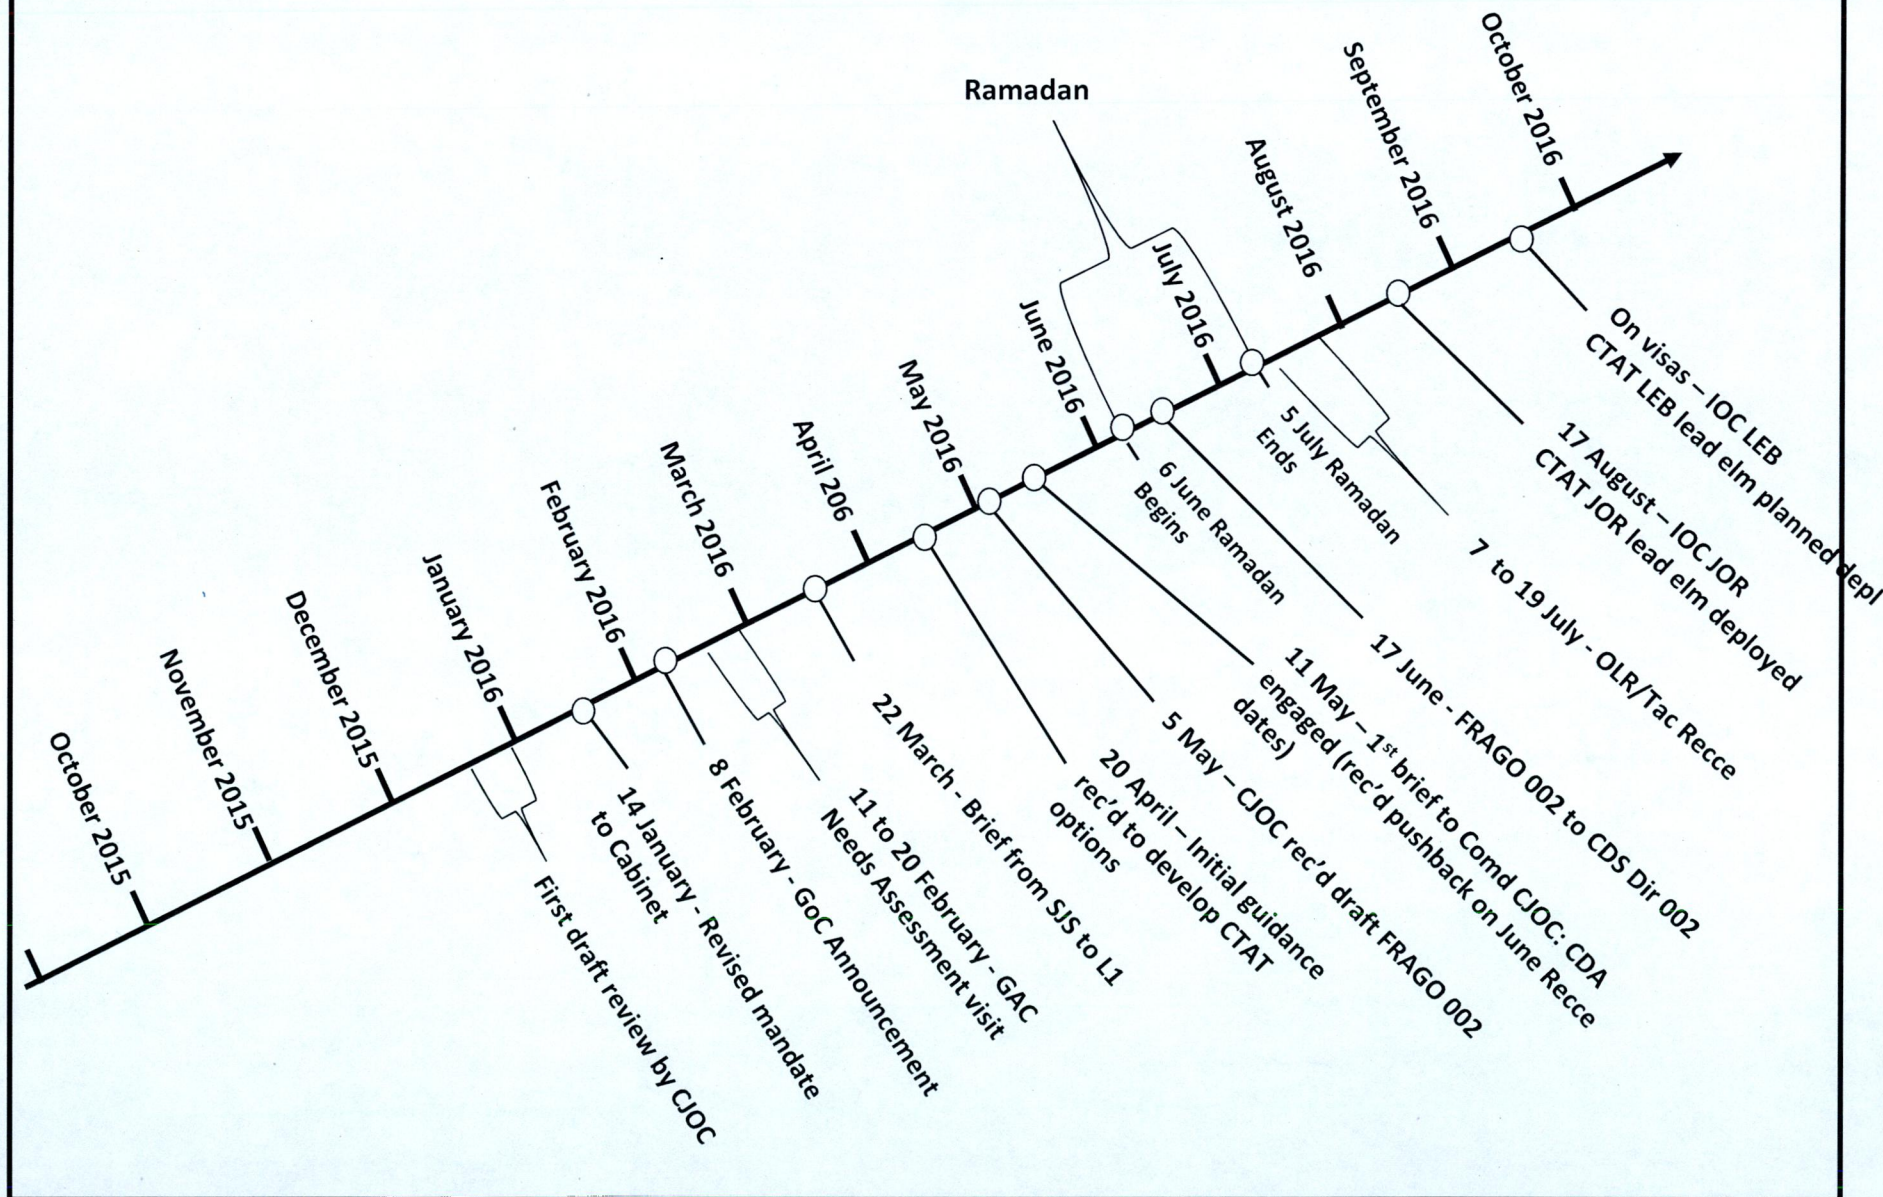 Ramadan
October 2015
November 2015
December 2015
January 2016
February 2016
March 2016
April 206
May 2016
June 2016
July 2016
August 2016
September 2016
October 2016
First draft review by CJOC
14 January - Revised mandate
to Cabinet
8 February - GoC Announcement
11 to 20 February - GAC
Needs Assessment visit
22 March - Brief from SJS to L1
20 April – Initial guidance
rec'd to develop CTAT
options
5 May – CJOC rec'd draft FRAGO 002
11 May – 1st brief to Comd CJOC: CDA
engaged (rec'd pushback on June Recce
dates)
6 June Ramadan
Begins
17 June - FRAGO 002 to CDS Dir 002
5 July Ramadan
Ends
7 to 19 July - OLR/Tac Recce
17 August – IOC JOR
CTAT JOR lead elm deployed
On visas – IOC LEB
CTAT LEB lead elm planned depl